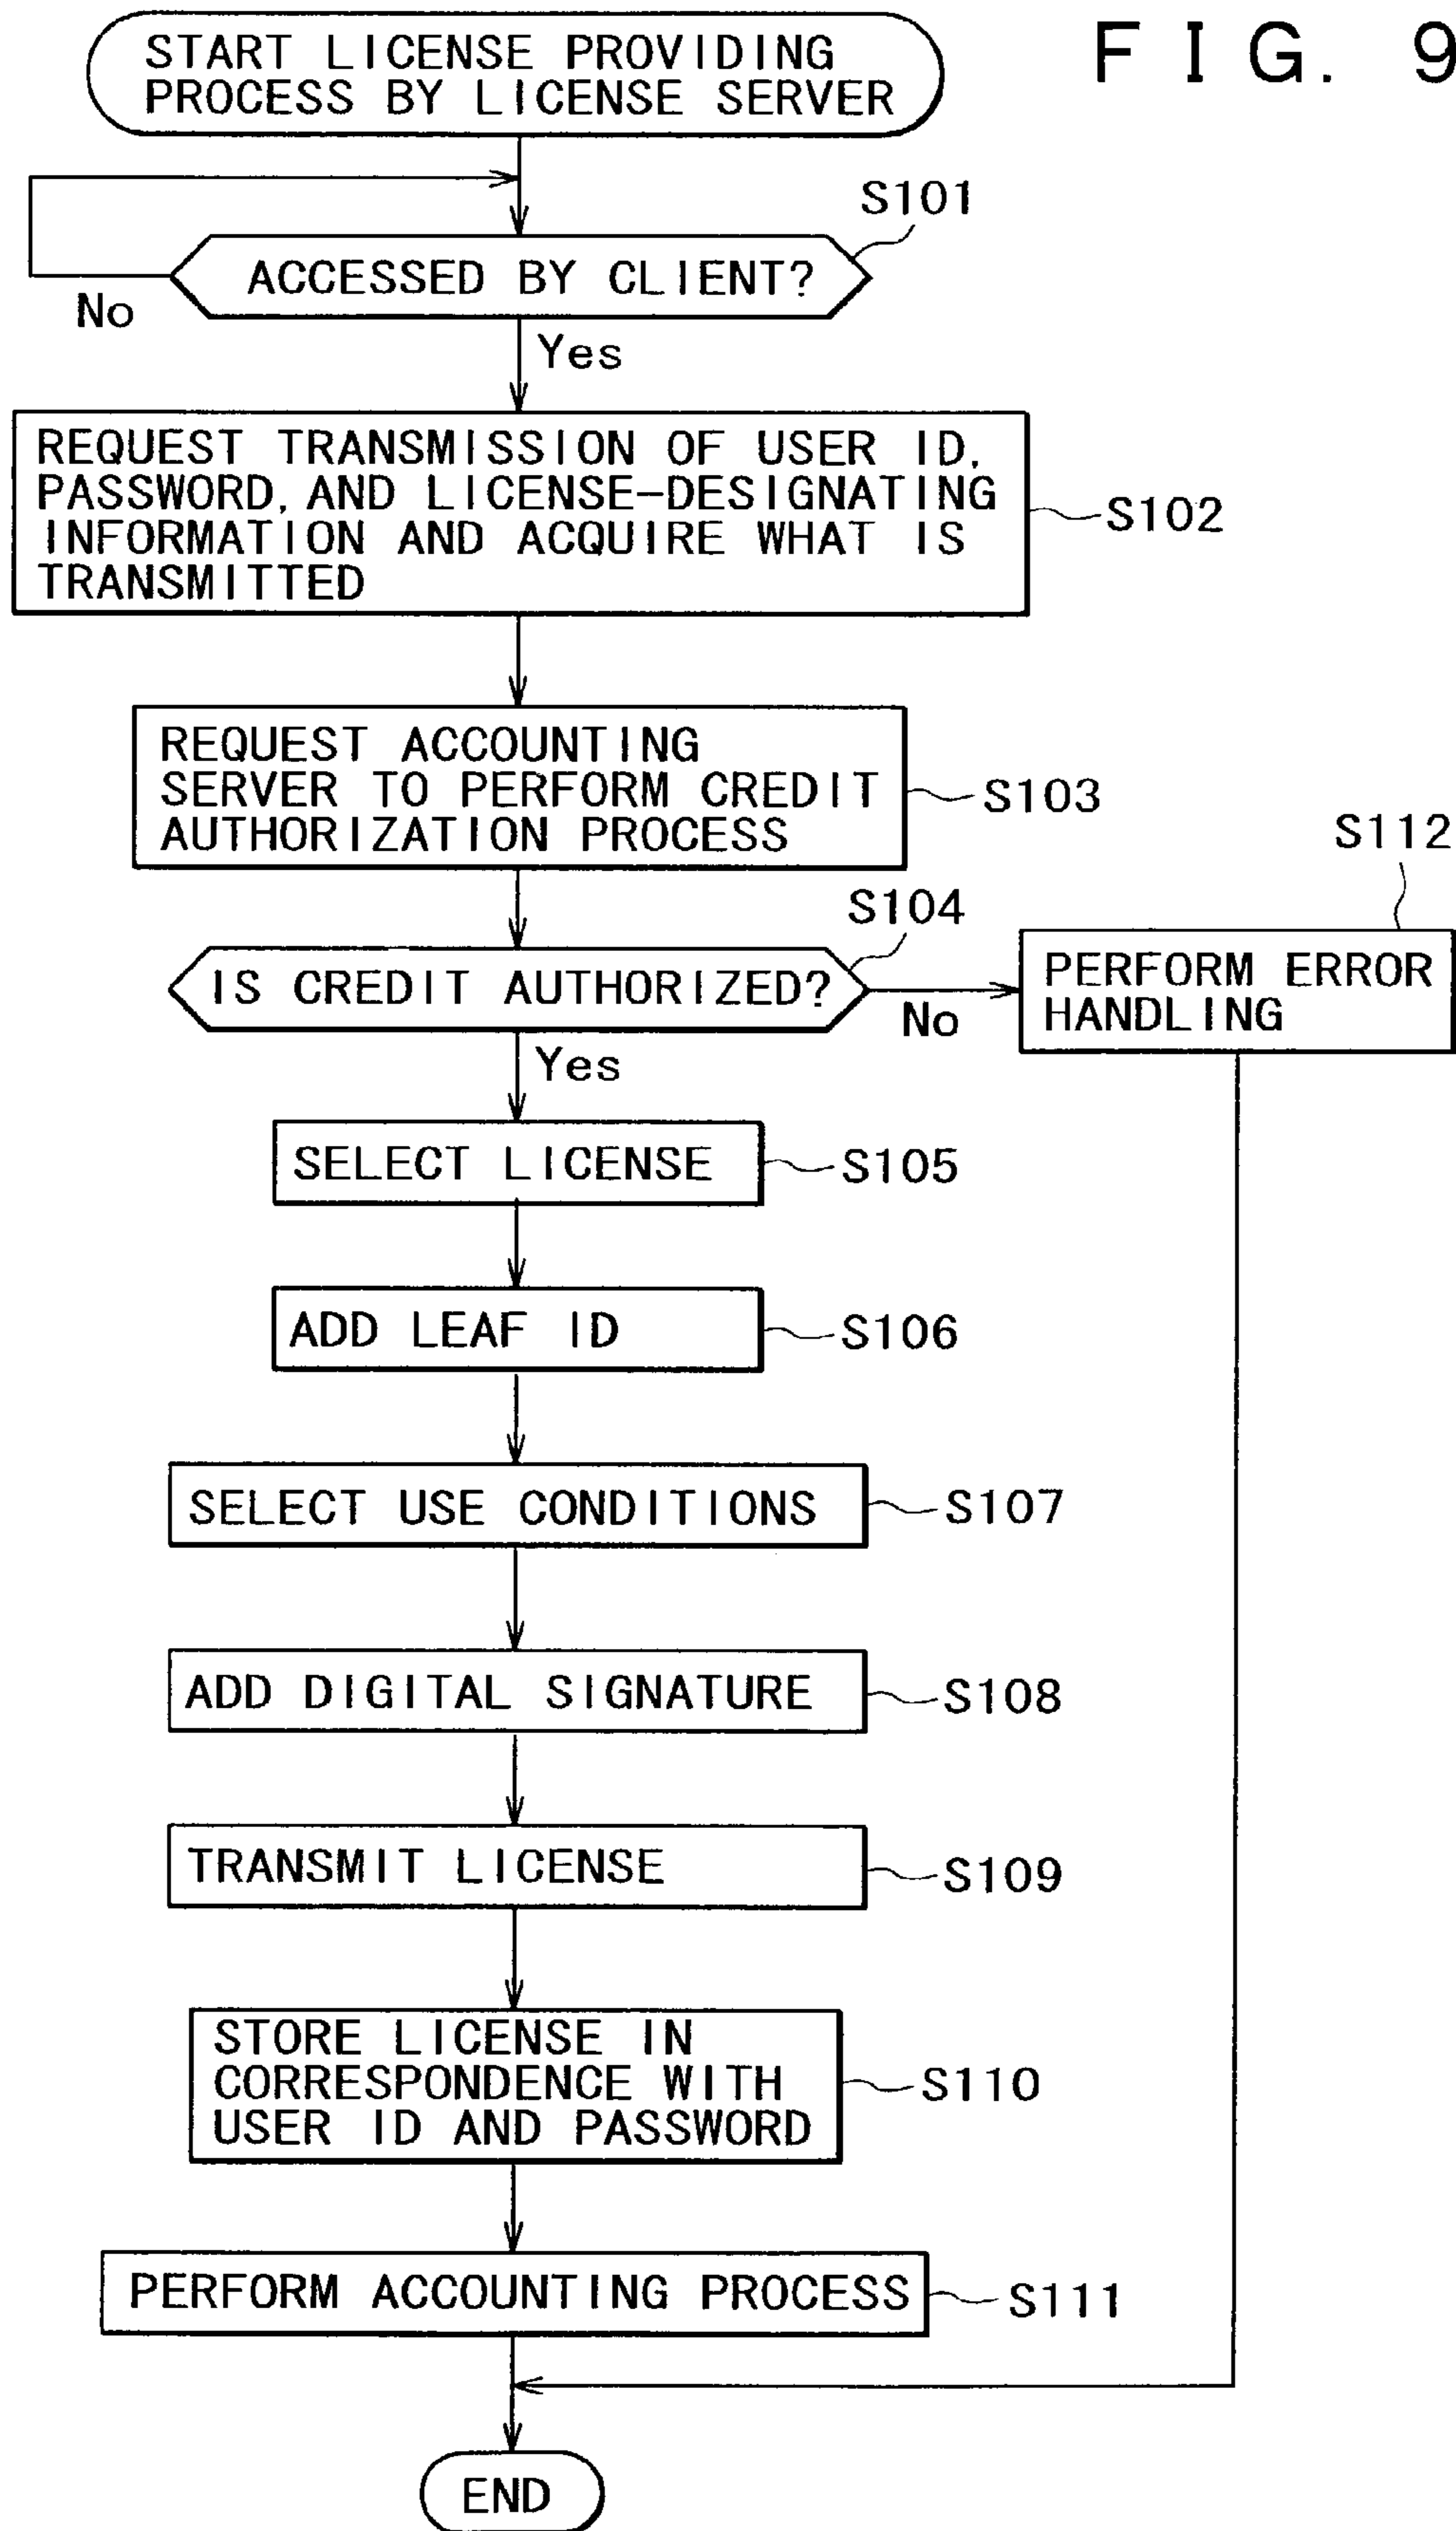 FIG. 9
START LICENSE PROVIDING
PROCESS BY LICENSE SERVER
S101
ACCESSED BY CLIENT?
No
Yes
REQUEST TRANSMISSION OF USER ID,
PASSWORD, AND LICENSE-DESIGNATING
INFORMATION AND ACQUIRE WHAT IS
TRANSMITTED
S102
REQUEST ACCOUNTING
SERVER TO PERFORM CREDIT
AUTHORIZATION PROCESS
S103
S104
IS CREDIT AUTHORIZED?
No
Yes
S112
PERFORM ERROR
HANDLING
SELECT LICENSE
S105
ADD LEAF ID
S106
SELECT USE CONDITIONS
S107
ADD DIGITAL SIGNATURE
S108
TRANSMIT LICENSE
S109
STORE LICENSE IN
CORRESPONDENCE WITH
USER ID AND PASSWORD
S110
PERFORM ACCOUNTING PROCESS
S111
END